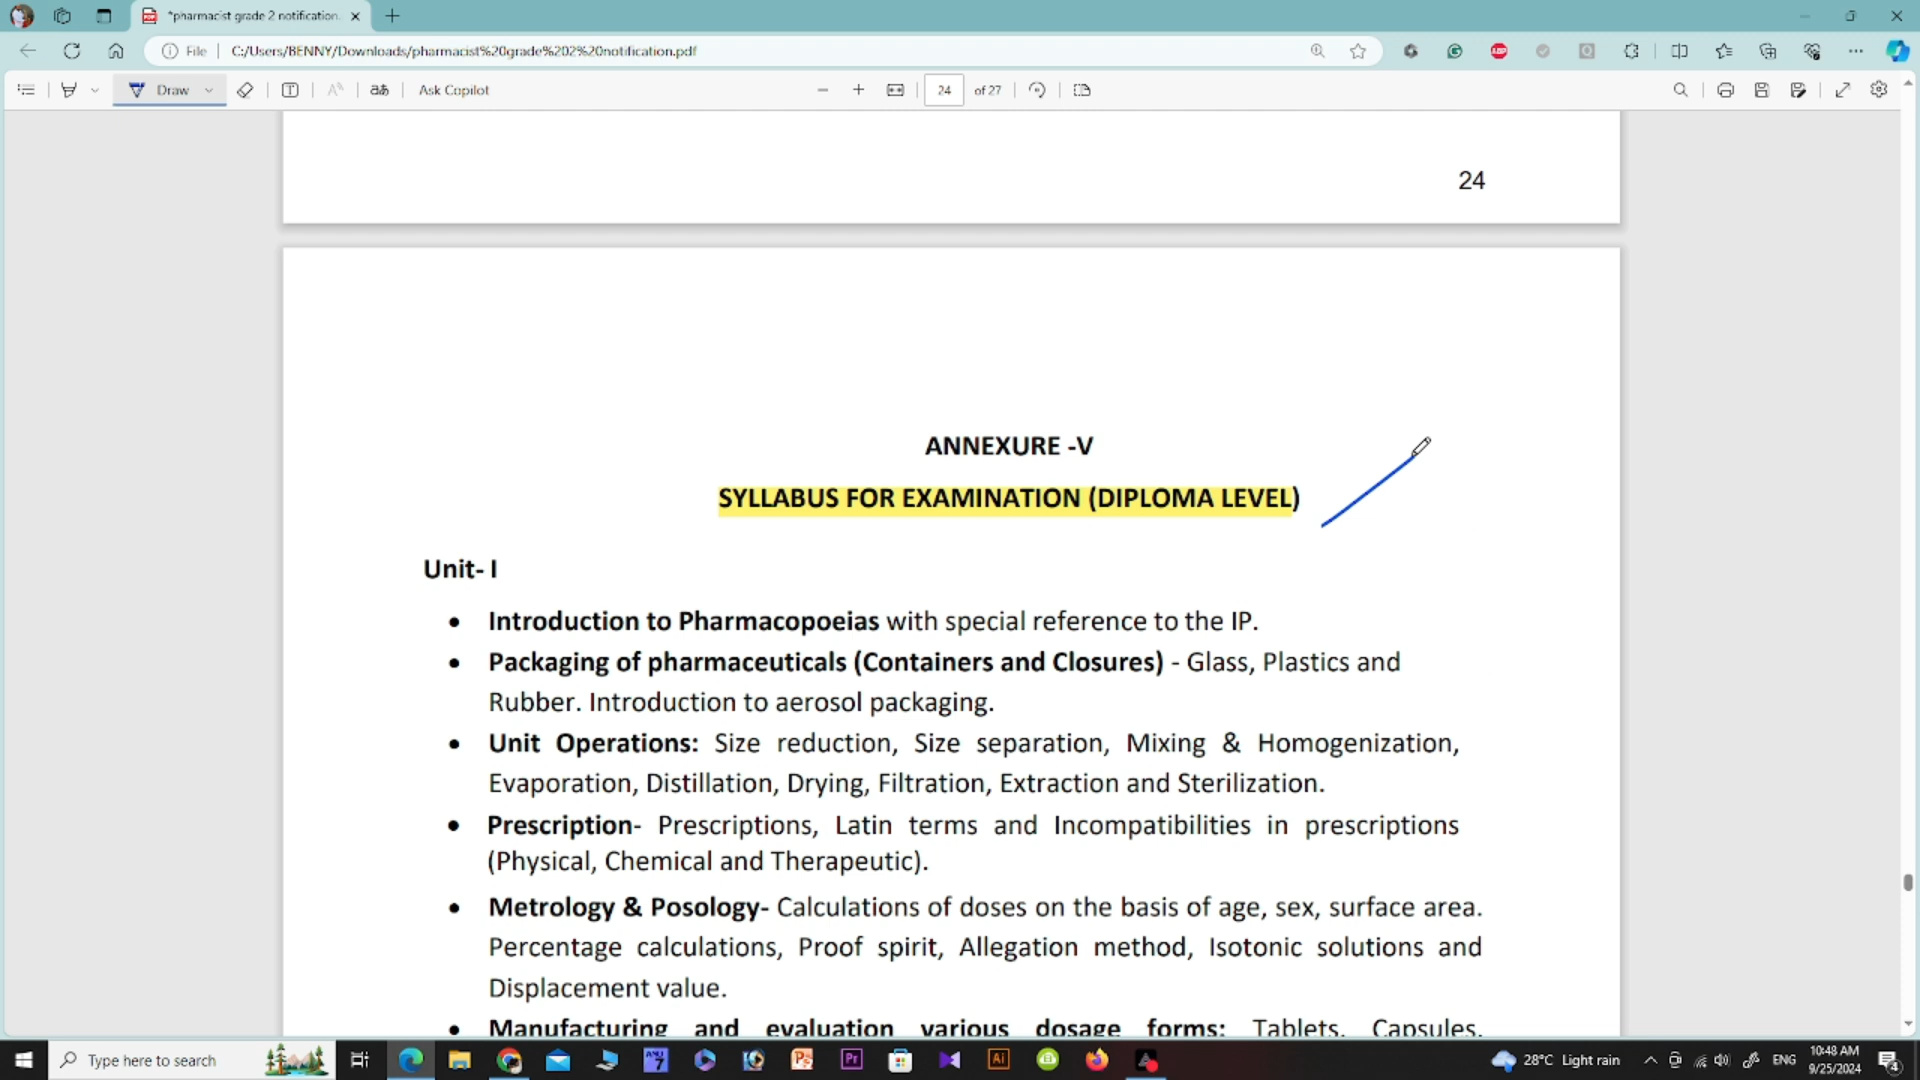 *pharmacist grade 2 notification.
File
C:/Users/BENNY/Downloads/pharmacist%20grade%202%20notification.pdf
Draw
Ask Copilot
24
of 27
24
ANNEXURE -V
SYLLABUS FOR EXAMINATION (DIPLOMA LEVEL)
Unit- I
• Introduction to Pharmacopoeias with special reference to the IP.
• Packaging of pharmaceuticals (Containers and Closures) - Glass, Plastics and
Rubber. Introduction to aerosol packaging.
• Unit Operations: Size reduction, Size separation, Mixing & Homogenization,
Evaporation, Distillation, Drying, Filtration, Extraction and Sterilization.
• Prescription- Prescriptions, Latin terms and Incompatibilities in prescriptions
(Physical, Chemical and Therapeutic).
• Metrology & Posology- Calculations of doses on the basis of age, sex, surface area.
Percentage calculations, Proof spirit, Allegation method, Isotonic solutions and
Displacement value.
• Manufacturing and evaluation various dosage forms: Tablets, Capsules,
Type here to search
28°C Light rain
ENG
10:48 AM
9/25/2024